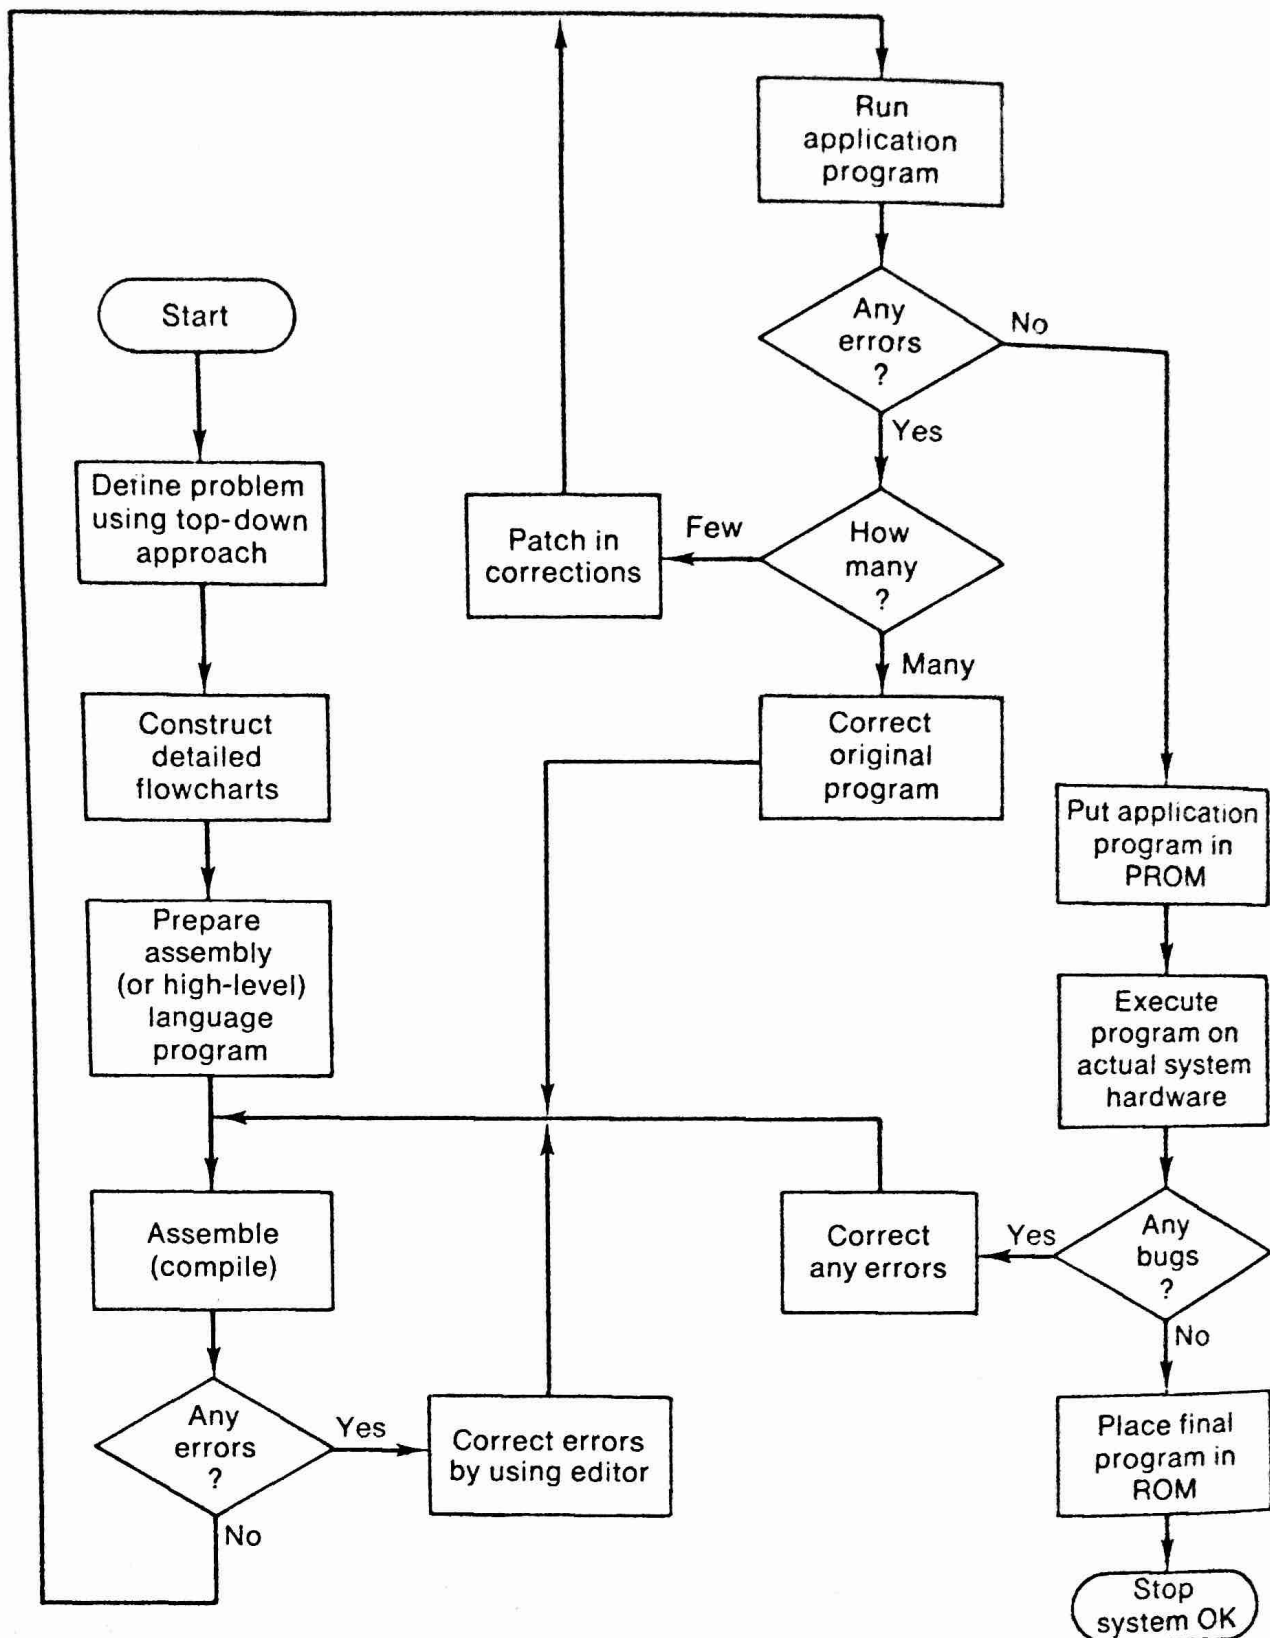 Start
Define problem
using top-down
approach
Construct
detailed
flowcharts
Prepare
assembly
(or high-level)
language
program
Assemble
(compile)
Any
errors
?
Yes
No
Correct errors
by using editor
Run
application
program
Any
errors
?
No
Yes
How
many
?
Few
Patch in
corrections
Many
Correct
original
program
Put application
program in
PROM
Execute
program on
actual system
hardware
Any
bugs
?
Yes
Correct
any errors
No
Place final
program in
ROM
Stop
system OK